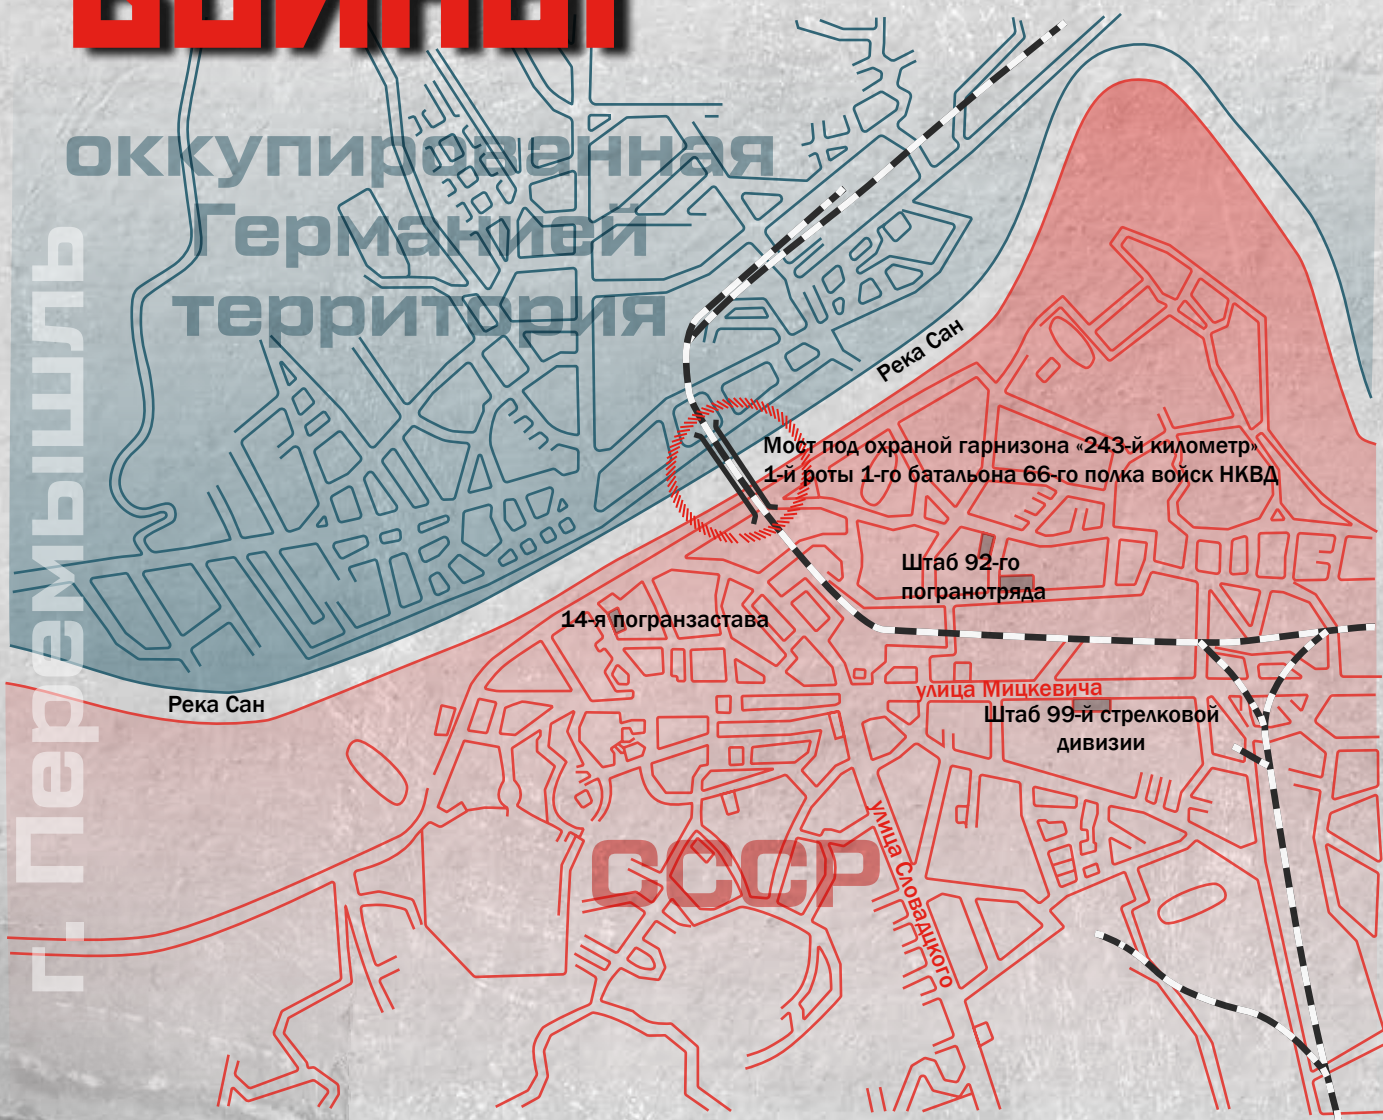 оккупированная
Германией
территория
г. Перемышль
Река Сан
Мост под охраной гарнизона «243-й километр»
1-й роты 1-го батальона 66-го полка войск НКВД
Штаб 92-го
погранотряда
14-я погранзастава
улица Мицкевича
Река Сан
Штаб 99-й стрелковой
дивизии
улица Словадцкого
СССР